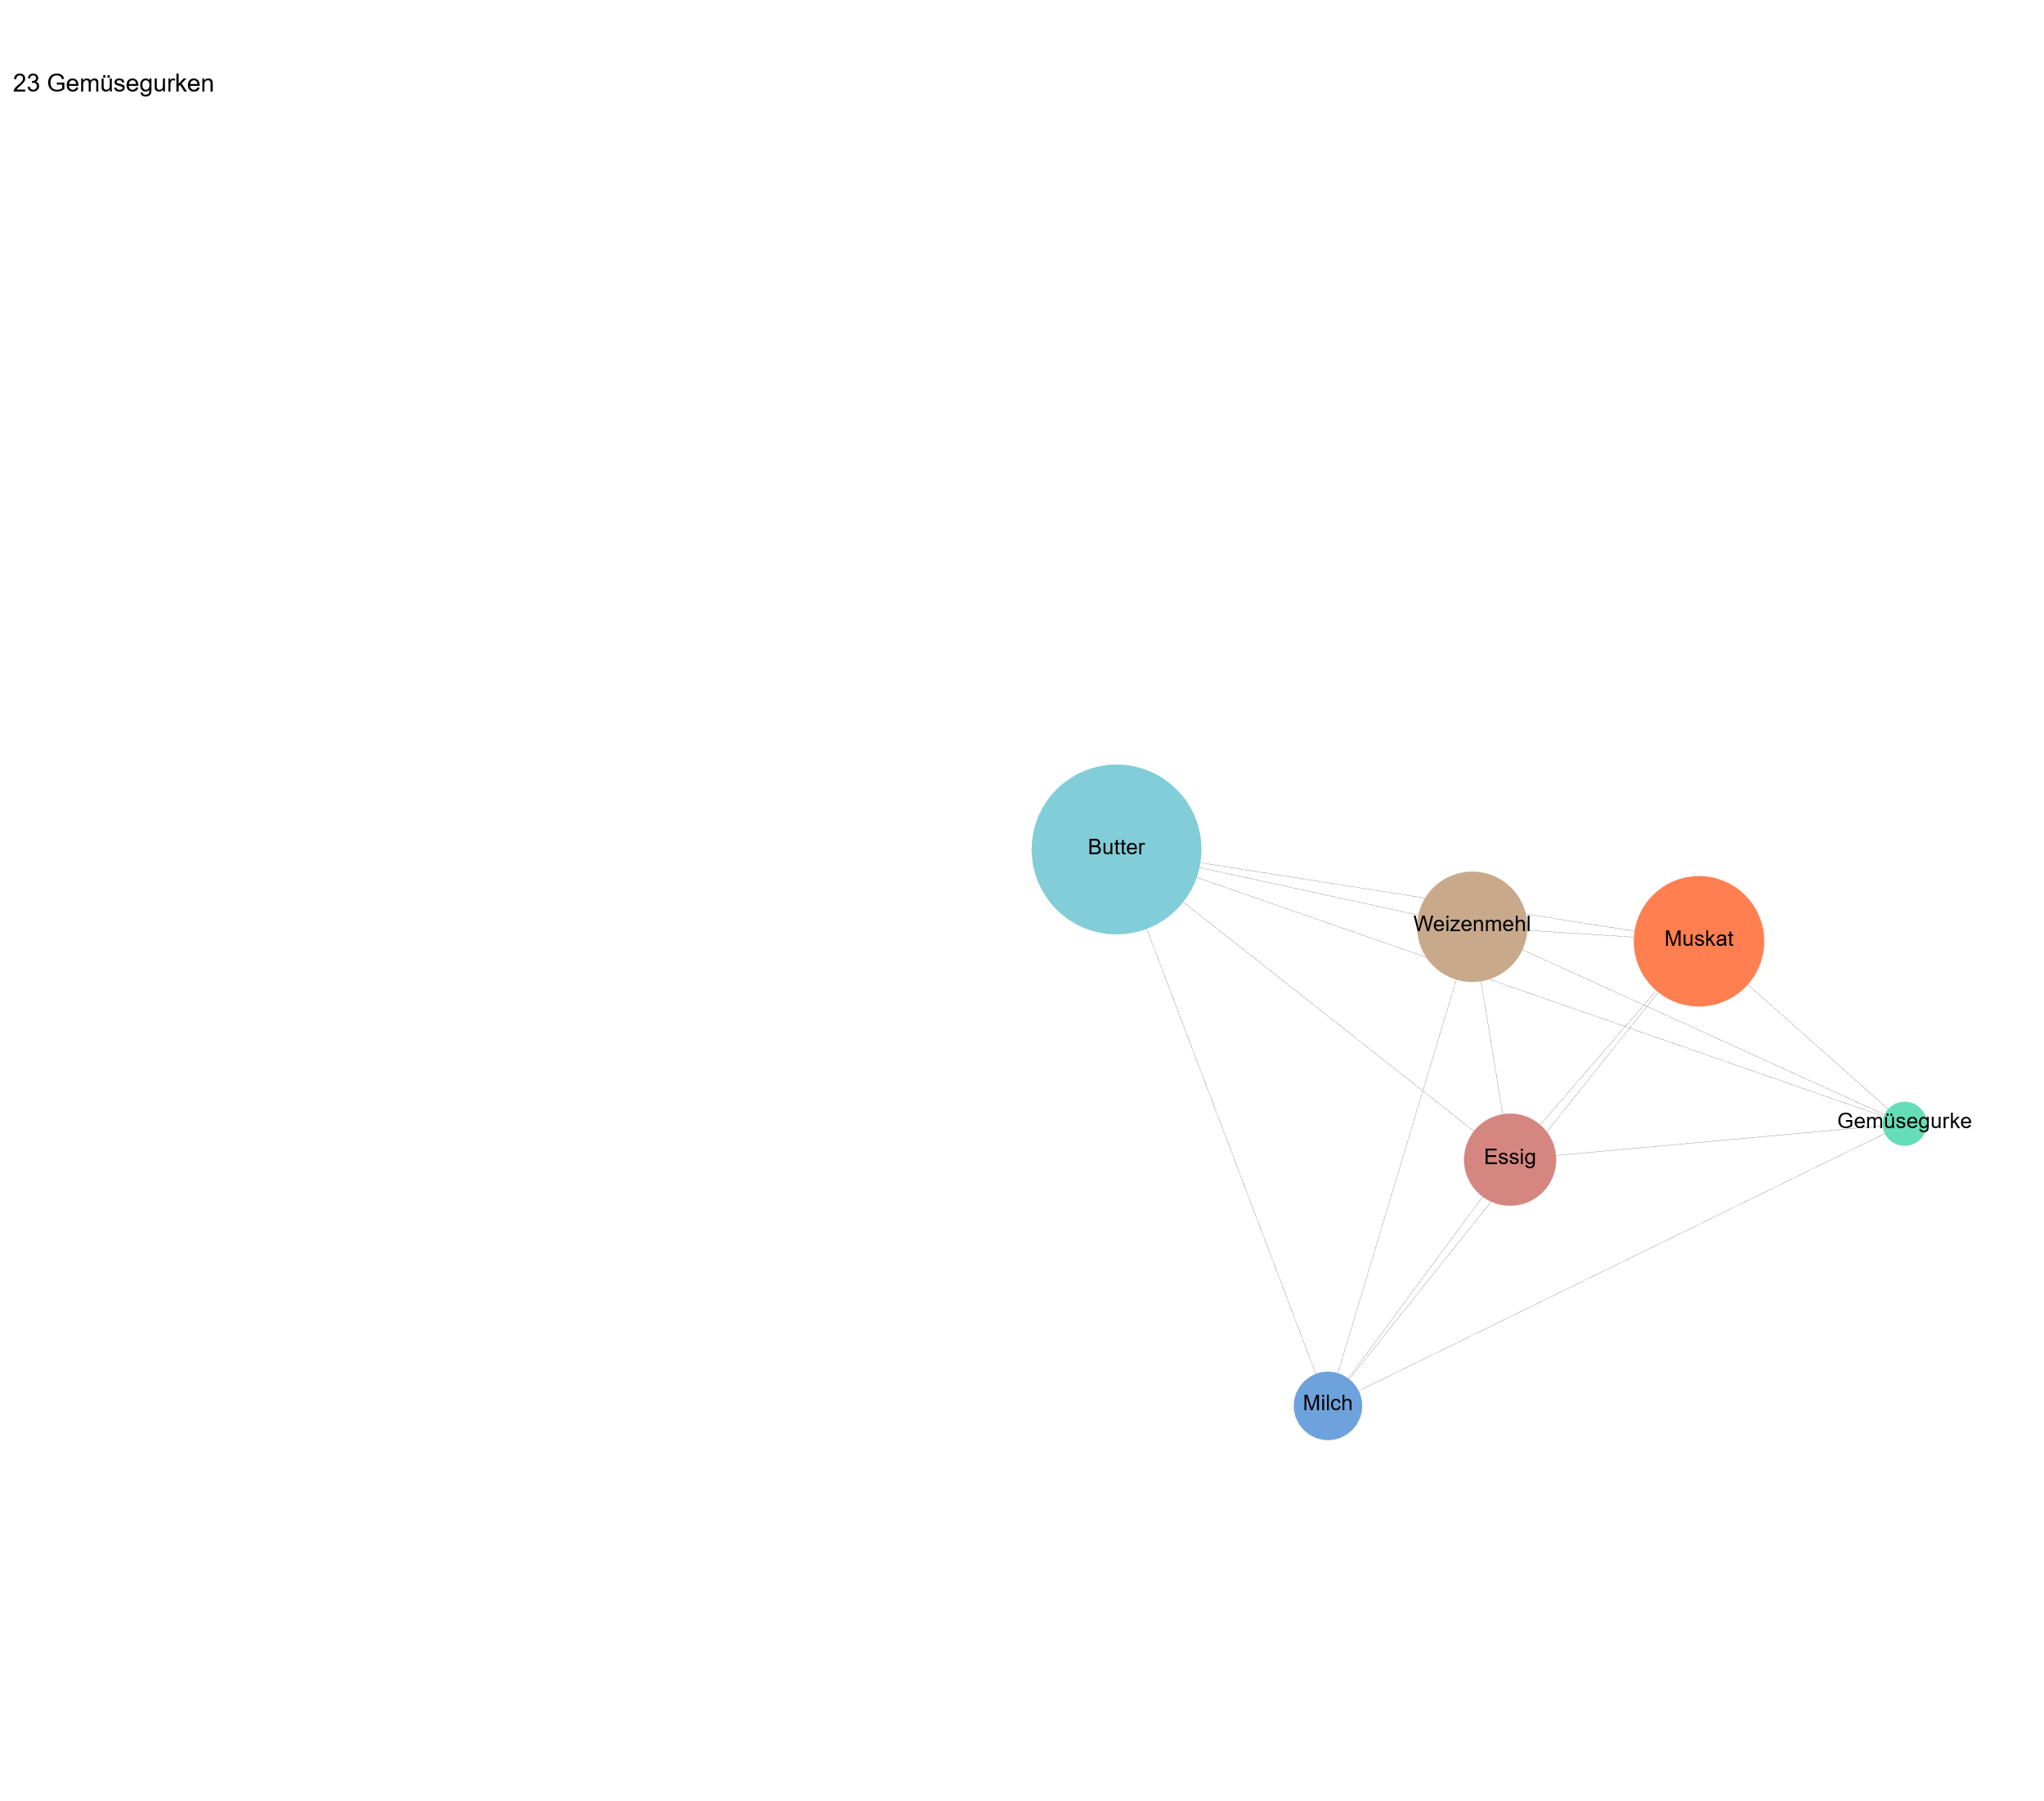 23 Gemüsegurken
Butter
Weizenmehl
Muskat
Gemüsegurke
Essig
Milch